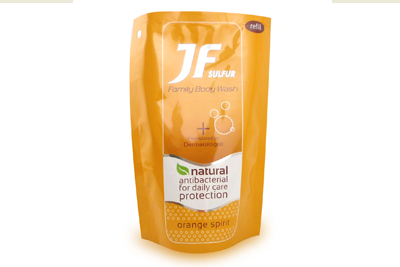 refill
JF
SULFUR
Family Body Wash
+
Dermatologist
natural
antibacterial
for daily care
protection
orange spirit